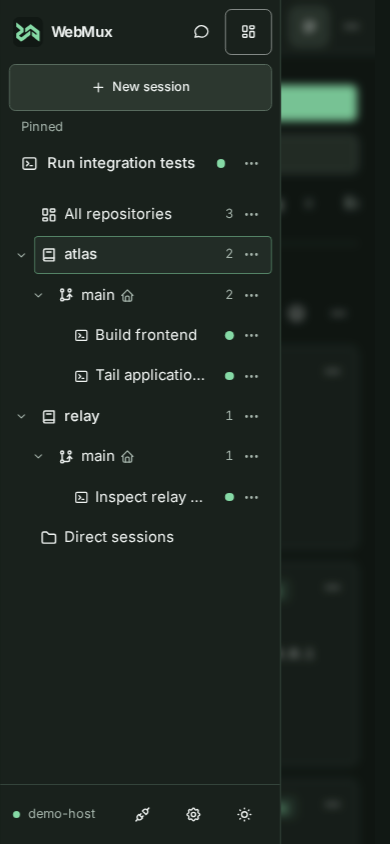 WebMux
New session
Pinned
Run integration tests
All repositories 3
atlas 2
main 2
Build frontend
Tail applicatio...
relay 1
main 1
Inspect relay ...
Direct sessions
demo-host